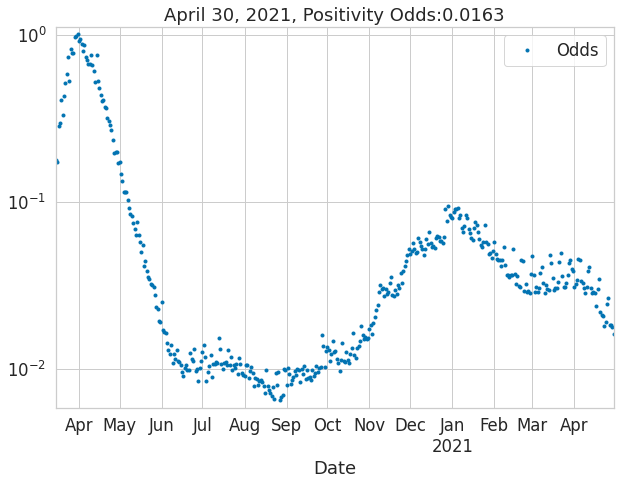 April 30, 2021, Positivity Odds:0.0163
Odds
10⁰
10⁻¹
10⁻²
Apr May Jun Jul Aug Sep Oct Nov Dec Jan Feb Mar Apr
2021
Date